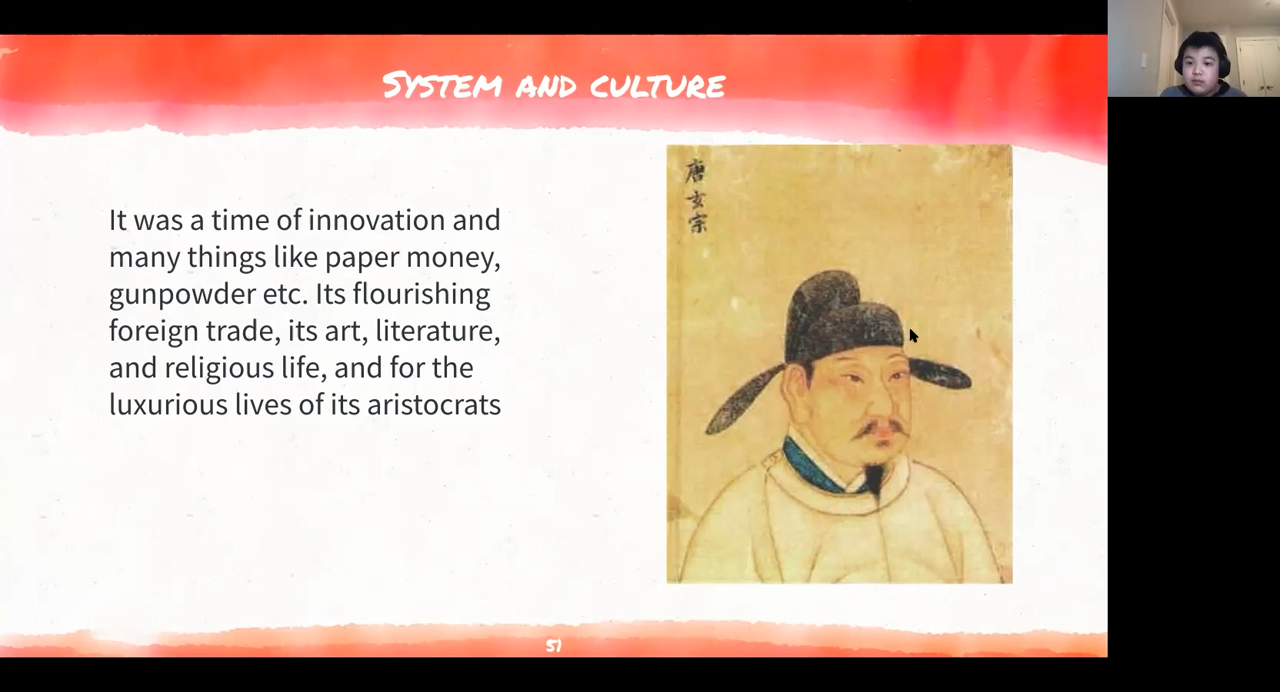 System and culture
It was a time of innovation and
many things like paper money,
gunpowder etc. Its flourishing
foreign trade, its art, literature,
and religious life, and for the
luxurious lives of its aristocrats
唐玄宗
51